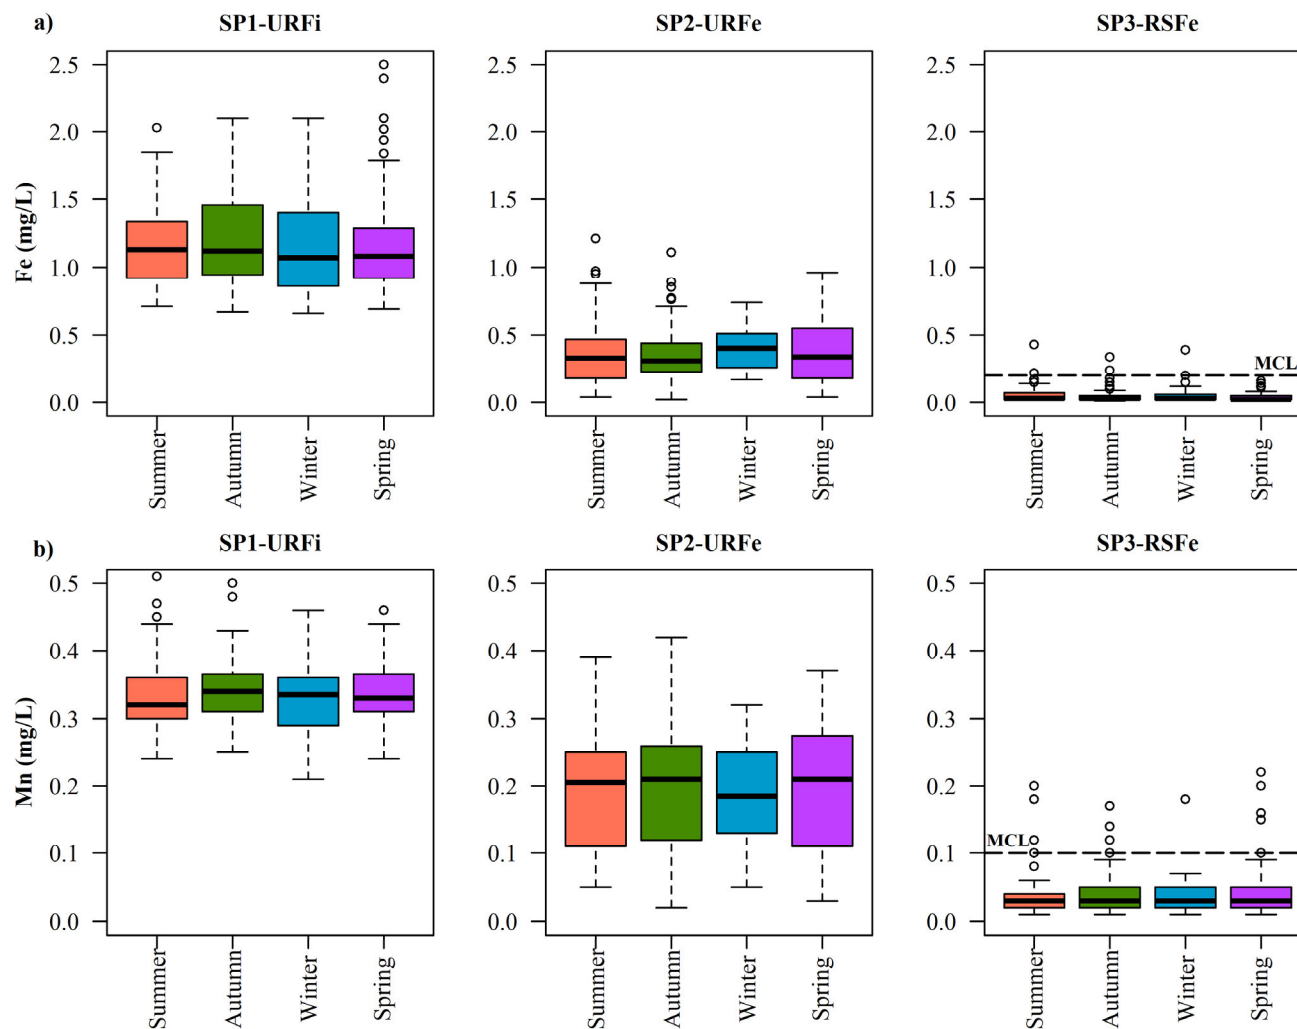 a)
SP1-URFi
SP2-URFe
SP3-RSFe
Fe (mg/L)
2.5
2.0
1.5
1.0
0.5
0.0
Summer
Autumn
Winter
Spring
2.5
2.0
1.5
1.0
0.5
0.0
Summer
Autumn
Winter
Spring
2.5
2.0
1.5
1.0
0.5
0.0
MCL
Summer
Autumn
Winter
Spring
b)
SP1-URFi
SP2-URFe
SP3-RSFe
Mn (mg/L)
0.5
0.4
0.3
0.2
0.1
0.0
Summer
Autumn
Winter
Spring
0.5
0.4
0.3
0.2
0.1
0.0
Summer
Autumn
Winter
Spring
0.5
0.4
0.3
0.2
0.1
0.0
MCL
Summer
Autumn
Winter
Spring